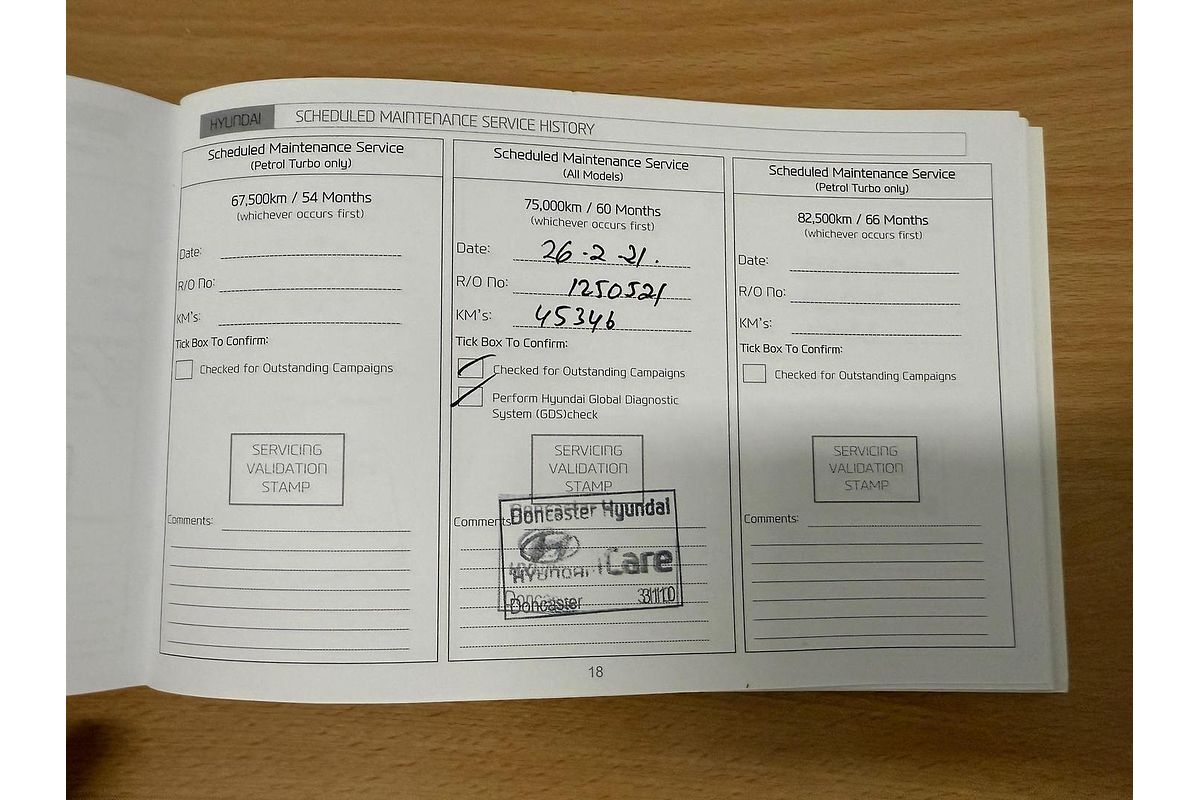 HYUNDAI SCHEDULED MAINTENANCE SERVICE HISTORY
Scheduled Maintenance Service
(Petrol Turbo only)
67,500km / 54 Months
(whichever occurs first)
Date:
R/O No:
KM's:
Tick Box To Confirm:
Checked for Outstanding Campaigns
SERVICING
VALIDATION
STAMP
Comments:
Scheduled Maintenance Service
(All Models)
75,000km / 60 Months
(whichever occurs first)
Date: 26-2-21.
R/O No: 1250521
KM's: 45346
Tick Box To Confirm:
Checked for Outstanding Campaigns
Perform Hyundai Global Diagnostic
System (GDS)check
SERVICING
VALIDATION
STAMP
Comments:
Doncaster Hyundai
HYUNDAI iCare
Doncaster
Scheduled Maintenance Service
(Petrol Turbo only)
82,500km / 66 Months
(whichever occurs first)
Date:
R/O No:
KM's:
Tick Box To Confirm:
Checked for Outstanding Campaigns
SERVICING
VALIDATION
STAMP
Comments:
18